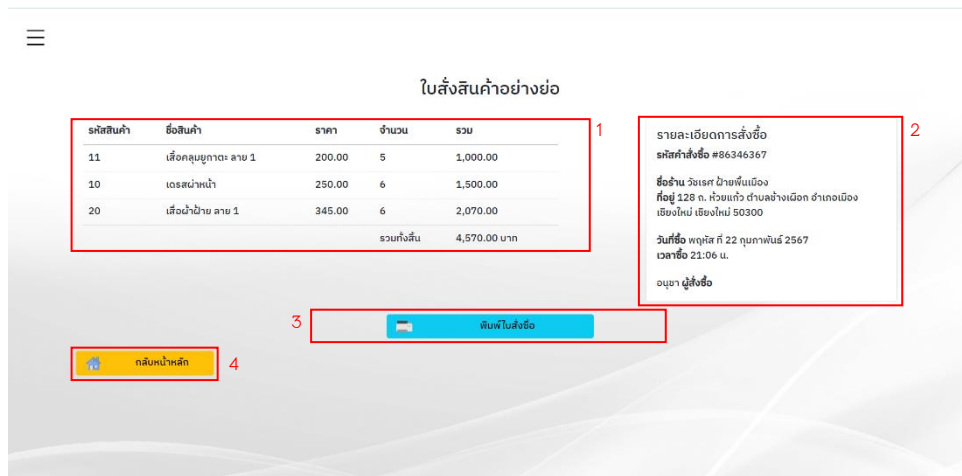 ใบสั่งสินค้าอย่างย่อ
รหัสสินค้า ชื่อสินค้า ราคา จำนวน รวม
11 เสื้อคลุมยูกาตะ ลาย 1 200.00 5 1,000.00
10 เดรสผ่าหน้า 250.00 6 1,500.00
20 เสื้อผ้าฝ้าย ลาย 1 345.00 6 2,070.00
รวมทั้งสิ้น 4,570.00 บาท
1
รายละเอียดการสั่งซื้อ
รหัสคำสั่งซื้อ #86346367
ชื่อร้าน วัชเรศ ฝ้ายพื้นเมือง
ที่อยู่ 128 ถ. ห้วยแก้ว ตำบลช้างเผือก อำเภอเมือง
เชียงใหม่ เชียงใหม่ 50300
วันที่ซื้อ พฤหัส ที่ 22 กุมภาพันธ์ 2567
เวลาซื้อ 21:06 น.
อนุชา ผู้สั่งซื้อ
2
3
พิมพ์ใบสั่งซื้อ
กลับหน้าหลัก
4